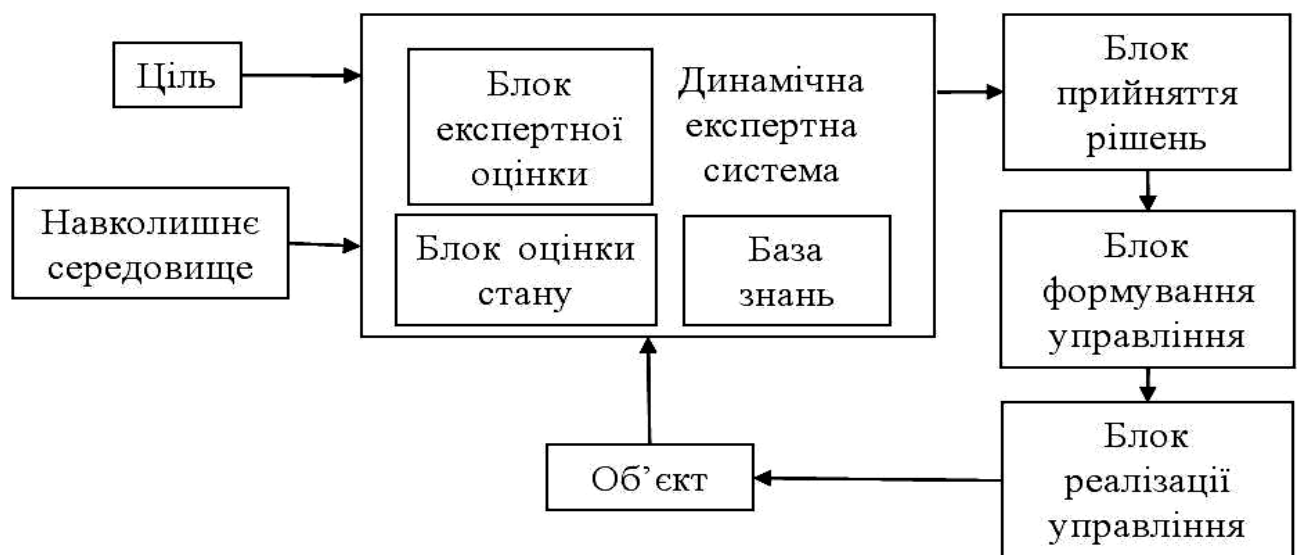 Ціль
Навколишнє
середовище
Блок
експертної
оцінки
Динамічна
експертна
система
Блок оцінки
стану
База
знань
Блок
прийняття
рішень
Блок
формування
управління
Блок
реалізації
управління
Об’єкт